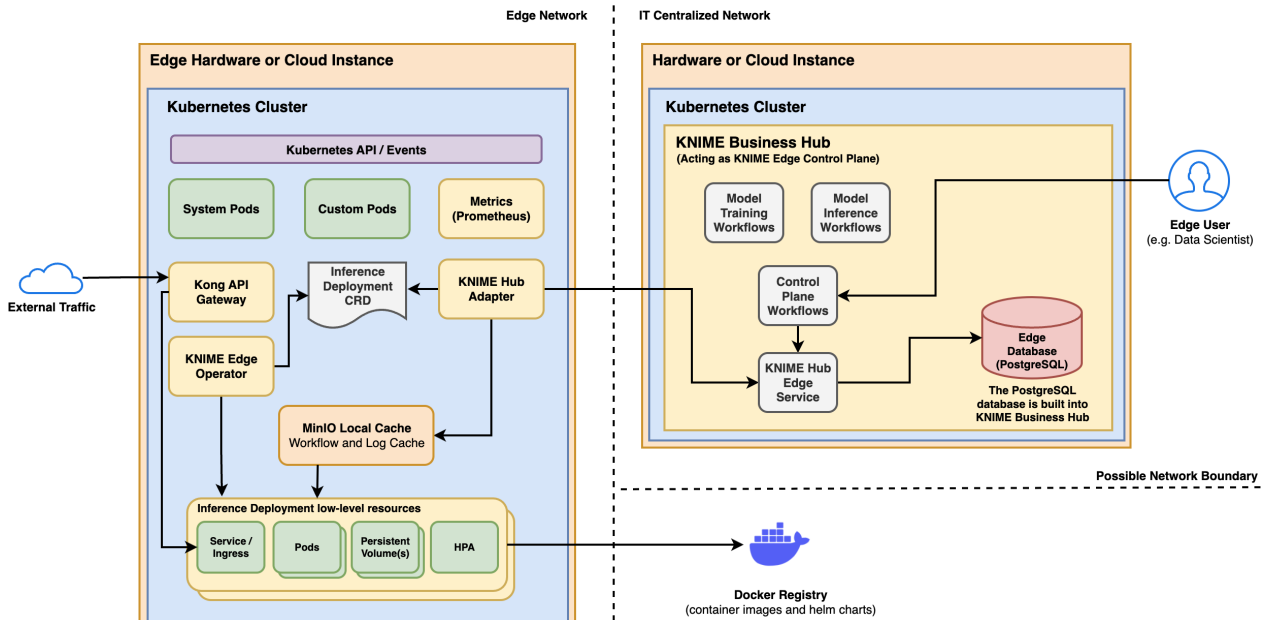 Edge Network
IT Centralized Network
Edge Hardware or Cloud Instance
Kubernetes Cluster
Kubernetes API / Events
System Pods
Custom Pods
Metrics
(Prometheus)
External Traffic
Kong API
Gateway
Inference
Deployment
CRD
KNIME Hub
Adapter
KNIME Edge
Operator
MinIO Local Cache
Workflow and Log Cache
Inference Deployment low-level resources
Service /
Ingress
Pods
Persistent
Volume(s)
HPA
Hardware or Cloud Instance
Kubernetes Cluster
KNIME Business Hub
(Acting as KNIME Edge Control Plane)
Model
Training
Workflows
Model
Inference
Workflows
Control
Plane
Workflows
KNIME Hub
Edge
Service
Edge
Database
(PostgreSQL)
The PostgreSQL
database is built into
KNIME Business Hub
Edge User
(e.g. Data Scientist)
Possible Network Boundary
Docker Registry
(container images and helm charts)